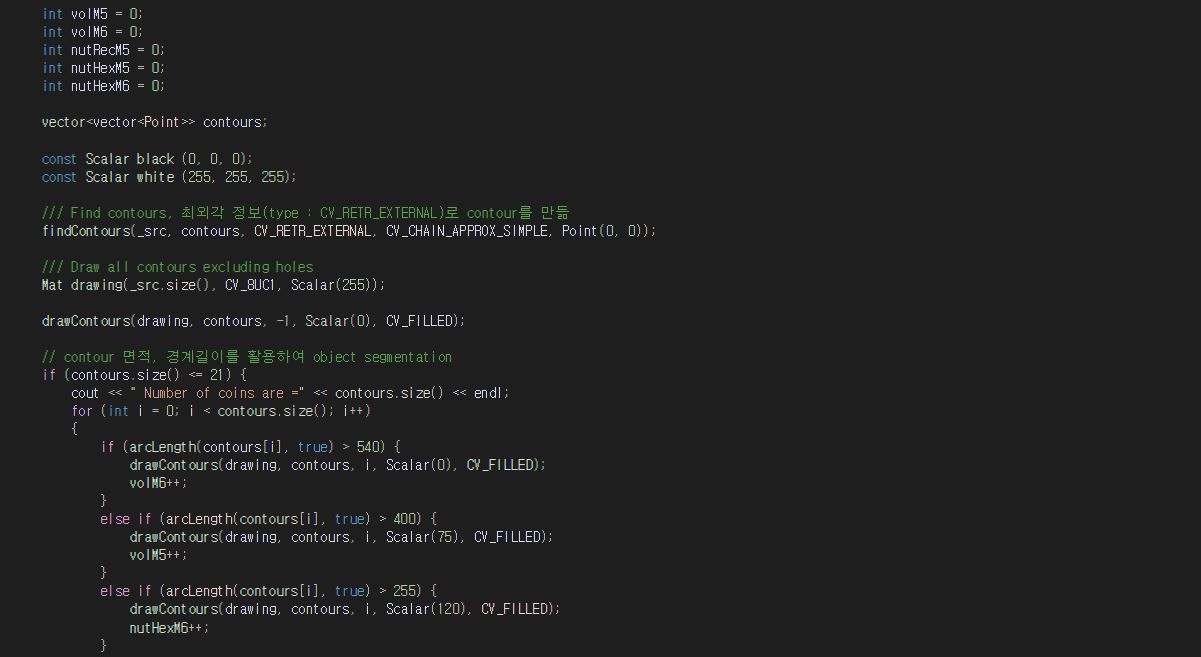 int volM5 = 0;
int volM6 = 0;
int nutRecM5 = 0;
int nutHexM5 = 0;
int nutHexM6 = 0;
vector<vector<Point>> contours;
const Scalar black (0, 0, 0);
const Scalar white (255, 255, 255);
/// Find contours, 최외각 정보(type : CV_RETR_EXTERNAL)로 contour를 만듦
findContours(_src, contours, CV_RETR_EXTERNAL, CV_CHAIN_APPROX_SIMPLE, Point(0, 0));
/// Draw all contours excluding holes
Mat drawing(_src.size(), CV_8UC1, Scalar(255));
drawContours(drawing, contours, -1, Scalar(0), CV_FILLED);
// contour 면적, 경계길이를 활용하여 object segmentation
if (contours.size() <= 21) {
cout << " Number of coins are =" << contours.size() << endl;
for (int i = 0; i < contours.size(); i++)
{
if (arcLength(contours[i], true) > 540) {
drawContours(drawing, contours, i, Scalar(0), CV_FILLED);
volM6++;
}
else if (arcLength(contours[i], true) > 400) {
drawContours(drawing, contours, i, Scalar(75), CV_FILLED);
volM5++;
}
else if (arcLength(contours[i], true) > 255) {
drawContours(drawing, contours, i, Scalar(120), CV_FILLED);
nutHexM6++;
}